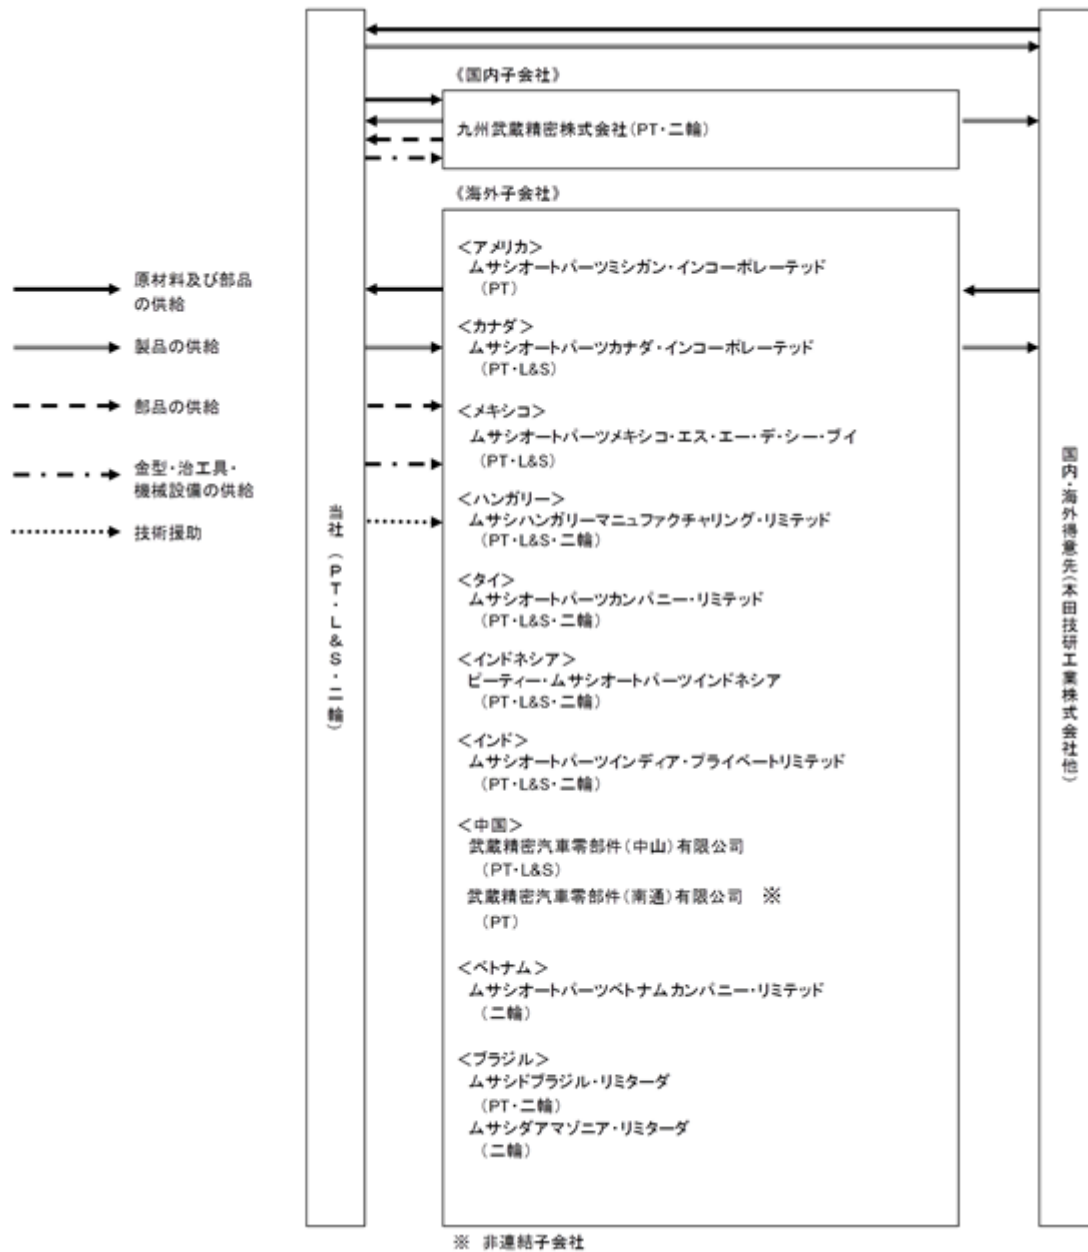 《国内子会社》
九州武蔵精密株式会社(PT・二輪)
《海外子会社》
<アメリカ>
ムサシオートパーツミシガン・インコーポレーテッド
(PT)
<カナダ>
ムサシオートパーツカナダ・インコーポレーテッド
(PT・L&S)
<メキシコ>
ムサシオートパーツメキシコ・エス・エー・デ・シー・ブイ
(PT・L&S)
<ハンガリー>
ムサシハンガリーマニュファクチャリング・リミテッド
(PT・L&S・二輪)
<タイ>
ムサシオートパーツカンパニー・リミテッド
(PT・L&S・二輪)
<インドネシア>
ピーティー・ムサシオートパーツインドネシア
(PT・L&S・二輪)
<インド>
ムサシオートパーツインディア・プライベートリミテッド
(PT・L&S・二輪)
<中国>
武蔵精密汽車零部件(中山)有限公司
(PT・L&S)
武蔵精密汽車零部件(南通)有限公司 ※
(PT)
<ベトナム>
ムサシオートパーツベトナムカンパニー・リミテッド
(二輪)
<ブラジル>
ムサシドブラジル・リミターダ
(PT・二輪)
ムサシダアマゾニア・リミターダ
(二輪)
※ 非連結子会社
原材料及び部品
の供給
製品の供給
部品の供給
金型・治工具・
機械設備の供給
技術援助
当社(PT・L&S・二輪)
国内・海外得意先(本田技研工業株式会社他)